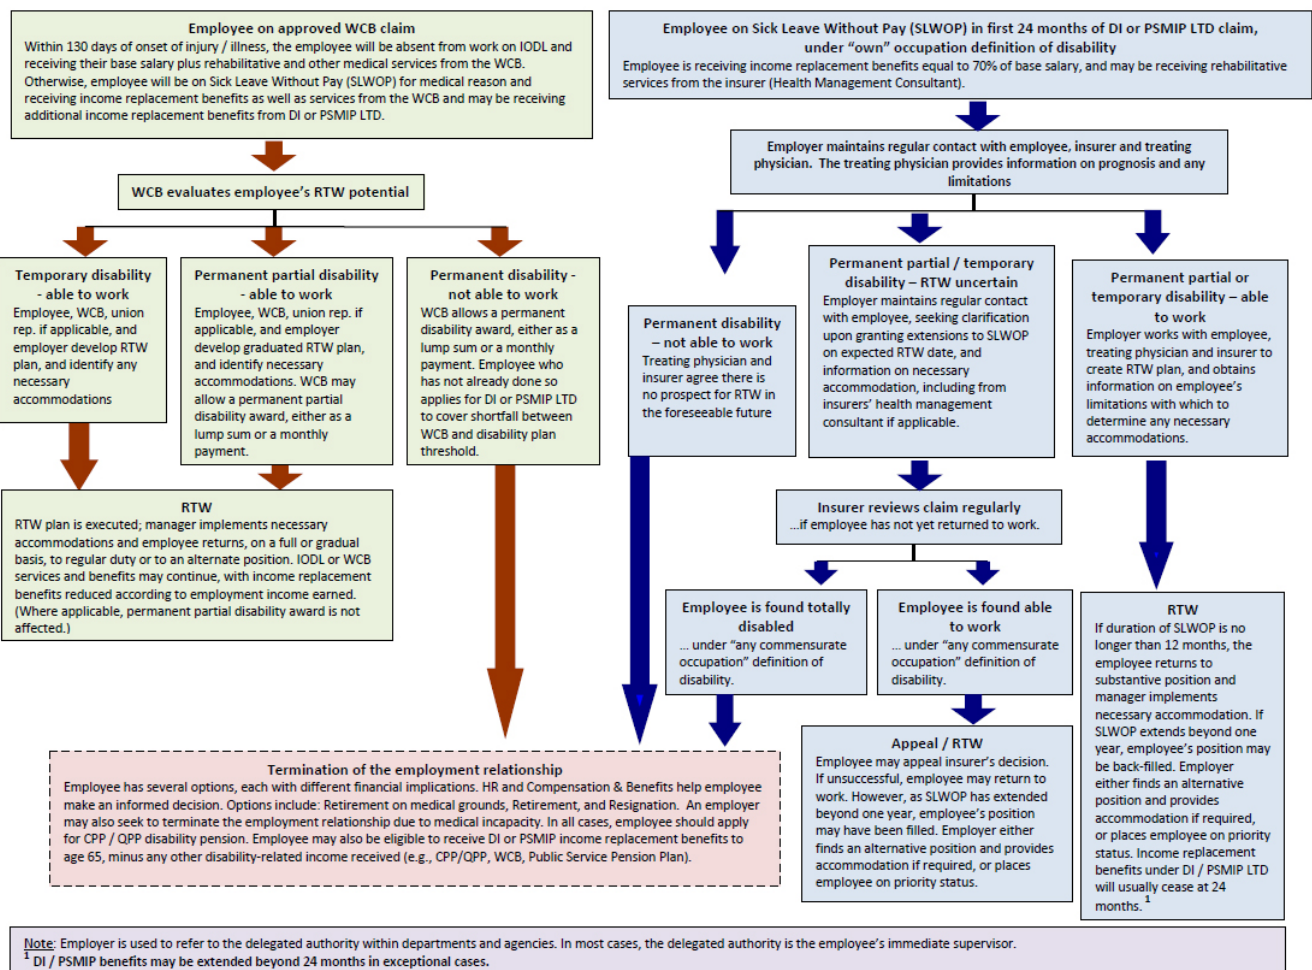 Employee on approved WCB claim
Within 130 days of onset of injury / illness, the employee will be absent from work on IODL and
receiving their base salary plus rehabilitative and other medical services from the WCB.
Otherwise, employee will be on Sick Leave Without Pay (SLWOP) for medical reason and
receiving income replacement benefits as well as services from the WCB and may be receiving
additional income replacement benefits from DI or PSMIP LTD.
Employee on Sick Leave Without Pay (SLWOP) in first 24 months of DI or PSMIP LTD claim,
under “own” occupation definition of disability
Employee is receiving income replacement benefits equal to 70% of base salary, and may be receiving rehabilitative
services from the insurer (Health Management Consultant).
WCB evaluates employee’s RTW potential
Employer maintains regular contact with employee, insurer and treating
physician.  The treating physician provides information on prognosis and any
limitations
Temporary disability
- able to work
Employee, WCB, union
rep. if applicable, and
employer develop RTW
plan, and identify any
necessary
accommodations
Permanent partial disability
- able to work
Employee, WCB, union rep. if
applicable, and employer
develop graduated RTW plan,
and identify necessary
accommodations. WCB may
allow a permanent partial
disability award, either as a
lump sum or a monthly
payment.
Permanent disability -
not able to work
WCB allows a permanent
disability award, either as a
lump sum or a monthly
payment. Employee who
has not already done so
applies for DI or PSMIP LTD
to cover shortfall between
WCB and disability plan
threshold.
Permanent disability
– not able to work
Treating physician and
insurer agree there is
no prospect for RTW in
the foreseeable future
Permanent partial / temporary
disability – RTW uncertain
Employer maintains regular contact
with employee, seeking clarification
upon granting extensions to SLWOP
on expected RTW date, and
information on necessary
accommodation, including from
insurers’ health management
consultant if applicable.
Permanent partial or
temporary disability – able
to work
Employer works with employee,
treating physician and insurer to
create RTW plan, and obtains
information on employee’s
limitations with which to
determine any necessary
accommodations.
RTW
RTW plan is executed; manager implements necessary
accommodations and employee returns, on a full or gradual
basis, to regular duty or to an alternate position. IODL or WCB
services and benefits may continue, with income replacement
benefits reduced according to employment income earned.
(Where applicable, permanent partial disability award is not
affected.)
Insurer reviews claim regularly
...if employee has not yet returned to work.
Employee is found totally
disabled
... under “any commensurate
occupation” definition of
disability.
Employee is found able
to work
... under “any commensurate
occupation” definition of
disability.
RTW
If duration of SLWOP is no
longer than 12 months, the
employee returns to
substantive position and
manager implements
necessary accommodation. If
SLWOP extends beyond one
year, employee’s position may
be back-filled. Employer
either finds an alternative
position and provides
accommodation if required,
or places employee on priority
status. Income replacement
benefits under DI / PSMIP LTD
will usually cease at 24
months. 1
Appeal / RTW
Employee may appeal insurer’s decision.
If unsuccessful, employee may return to
work. However, as SLWOP has extended
beyond one year, employee’s position
may have been filled. Employer either
finds an alternative position and provides
accommodation if required, or places
employee on priority status.
Termination of the employment relationship
Employee has several options, each with different financial implications. HR and Compensation & Benefits help employee
make an informed decision. Options include: Retirement on medical grounds, Retirement, and Resignation.  An employer
may also seek to terminate the employment relationship due to medical incapacity. In all cases, employee should apply
for CPP / QPP disability pension. Employee may also be eligible to receive DI or PSMIP income replacement benefits to
age 65, minus any other disability-related income received (e.g., CPP/QPP, WCB, Public Service Pension Plan).
Note: Employer is used to refer to the delegated authority within departments and agencies. In most cases, the delegated authority is the employee’s immediate supervisor.
1 DI / PSMIP benefits may be extended beyond 24 months in exceptional cases.